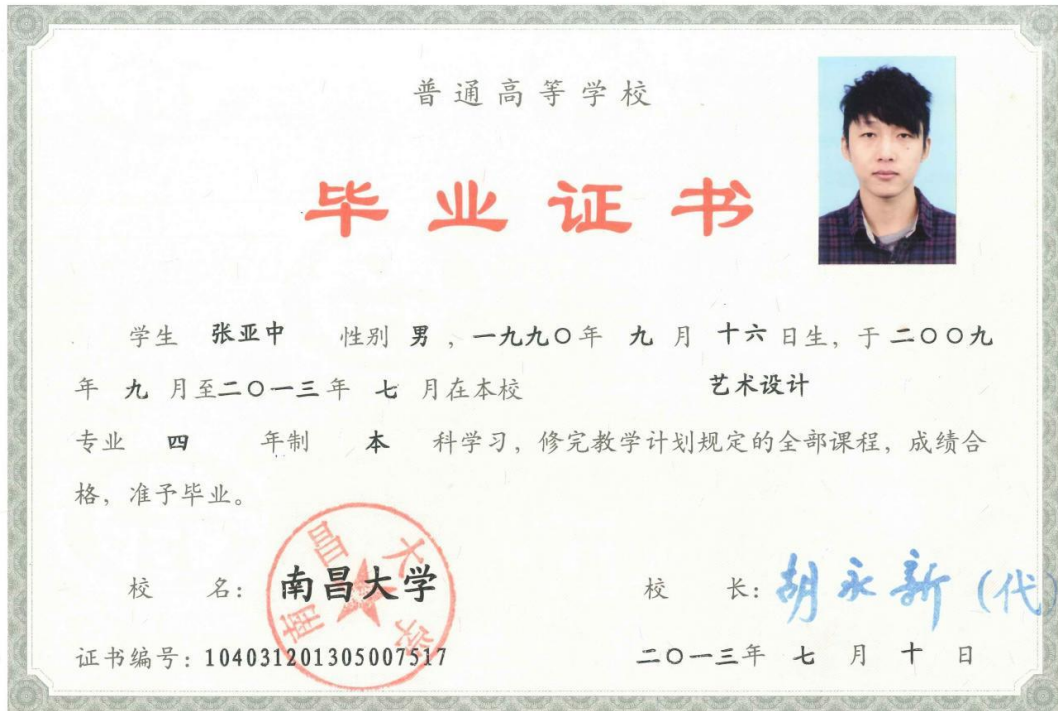 普通高等学校
毕业证书
学生 张亚中 性别 男 ，一九九〇年 九 月 十六 日生，于 二〇〇九
年 九 月至二〇一三年 七 月在本校 艺术设计
专业 四 年制 本 科学习，修完教学计划规定的全部课程，成绩合
格，准予毕业。
南昌大学
校 名： 南昌大学 校 长：胡永新（代）
证书编号：104031201305007517 二〇一三年 七 月 十 日